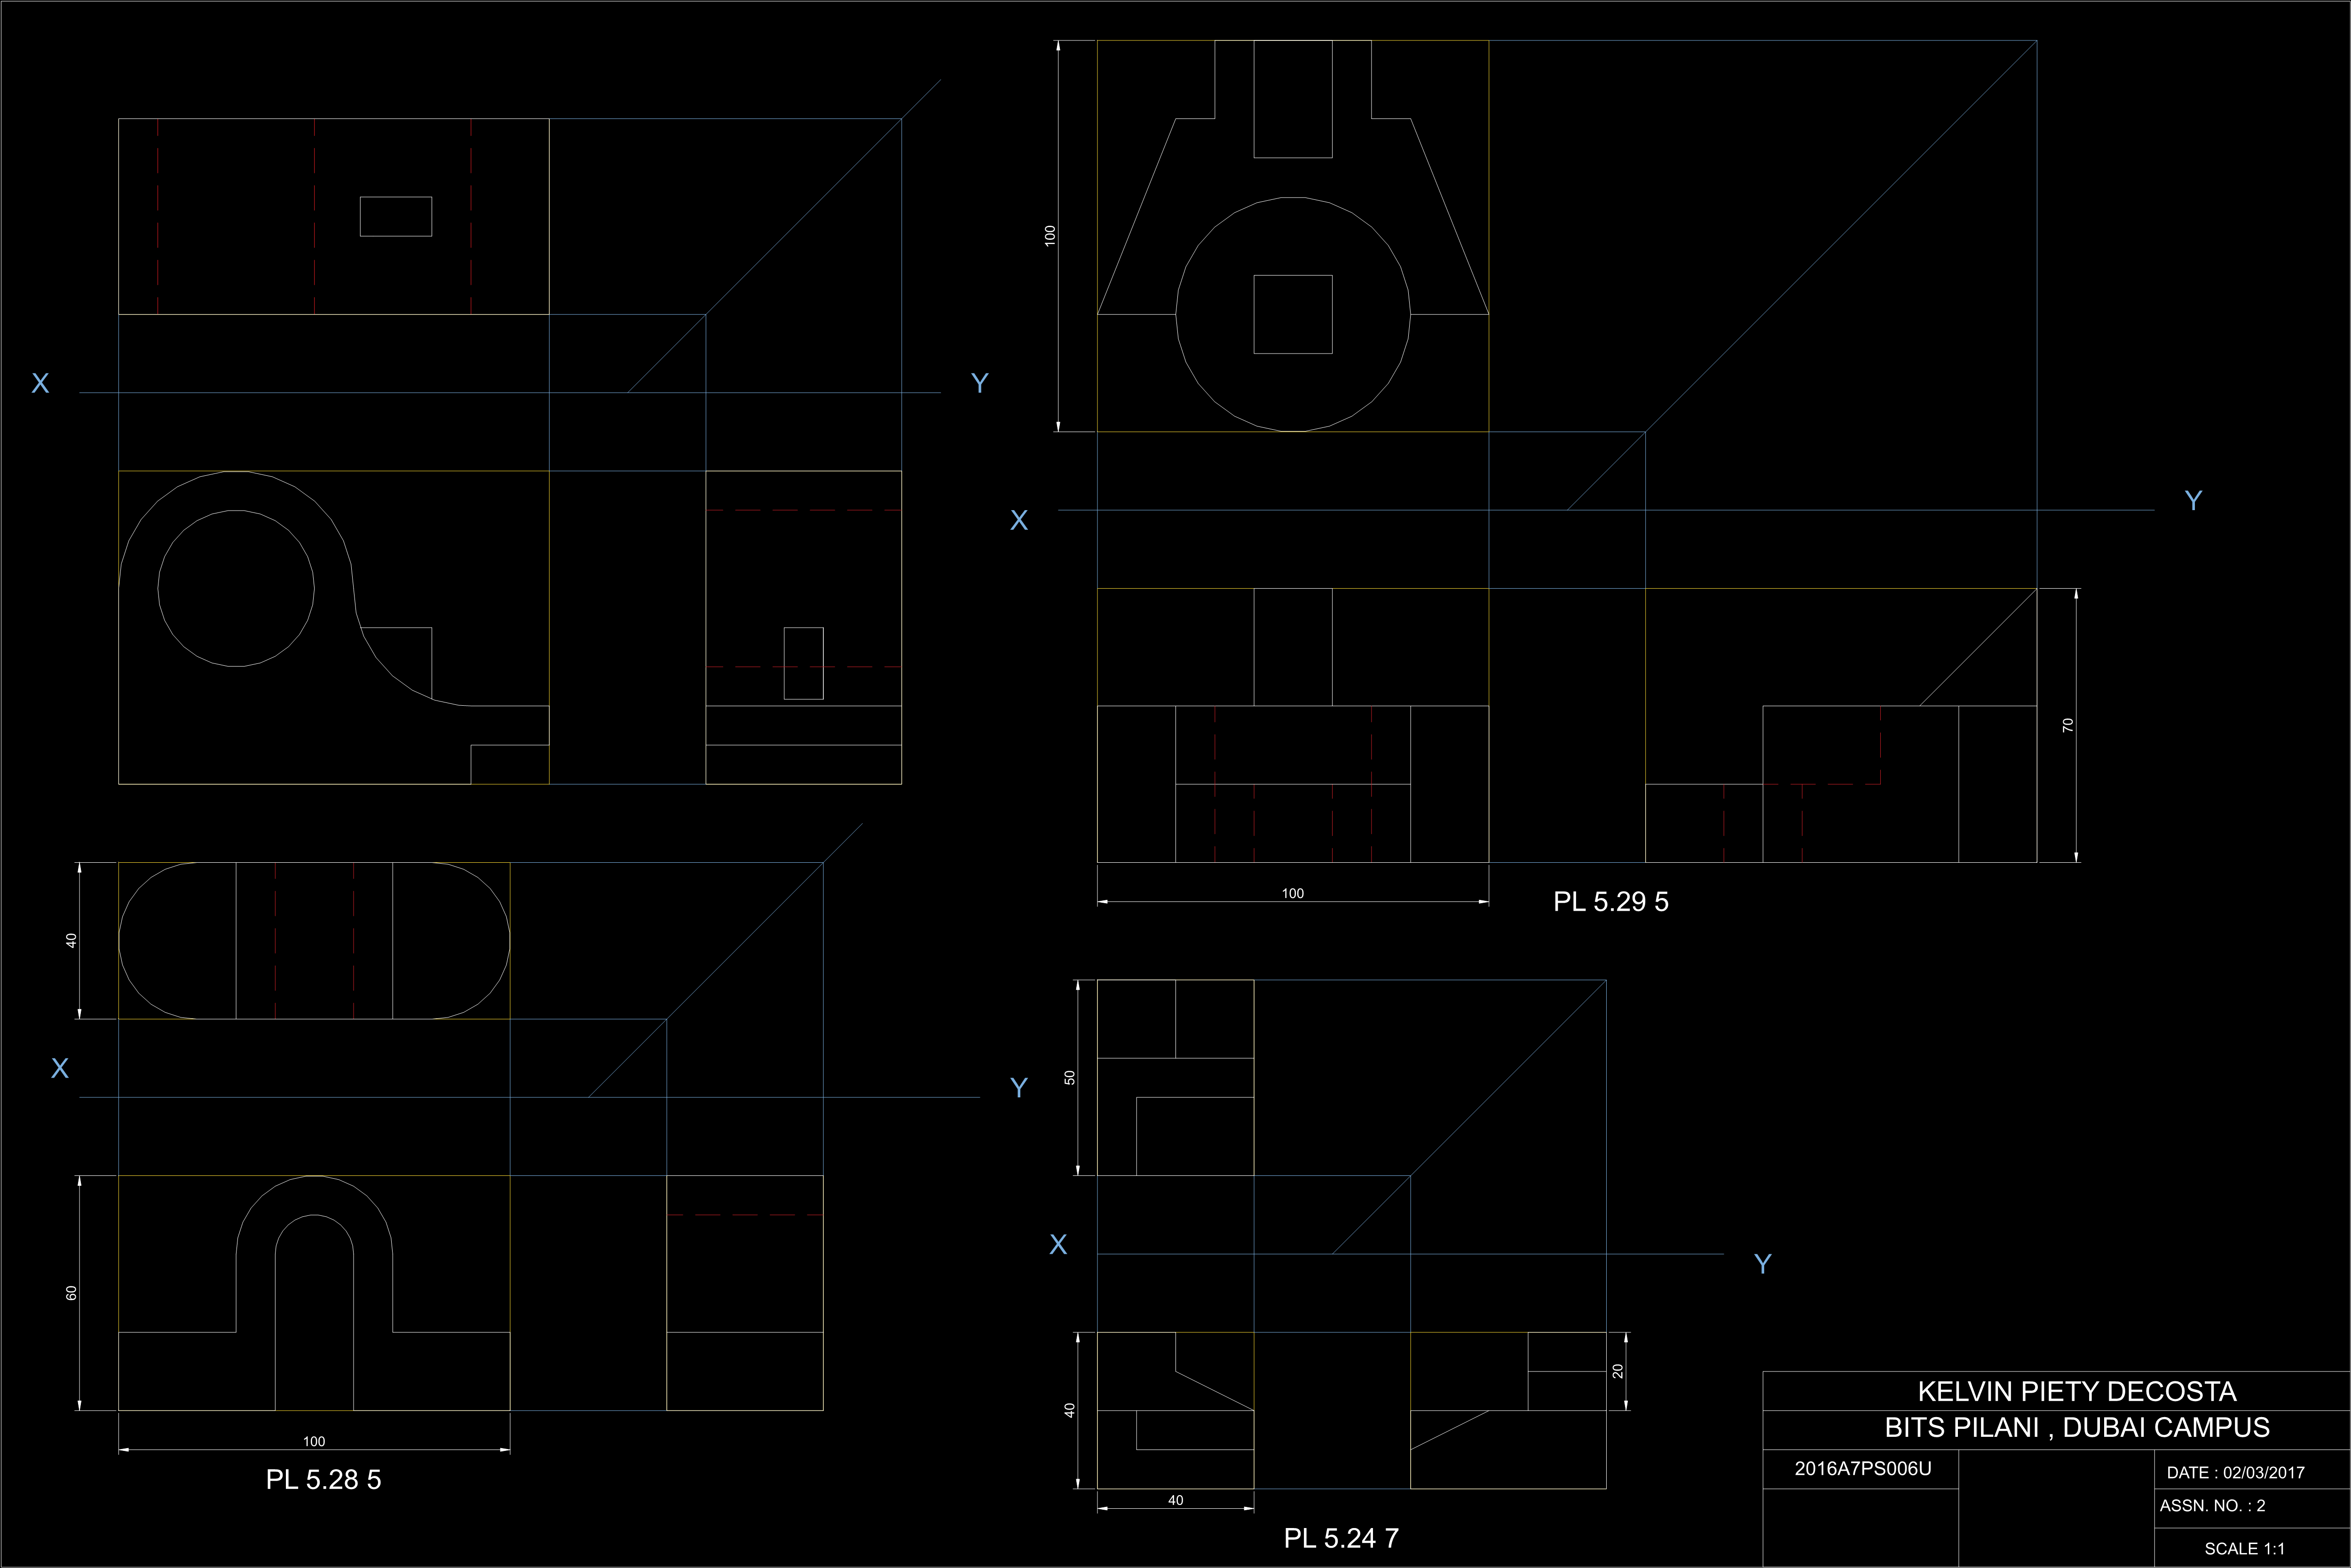 X
Y
100
X
Y
70
100
PL 5.29 5
40
X
Y
60
100
PL 5.28 5
50
X
Y
40
20
40
PL 5.24 7
KELVIN PIETY DECOSTA
BITS PILANI , DUBAI CAMPUS
2016A7PS006U
DATE : 02/03/2017
ASSN. NO. : 2
SCALE 1:1